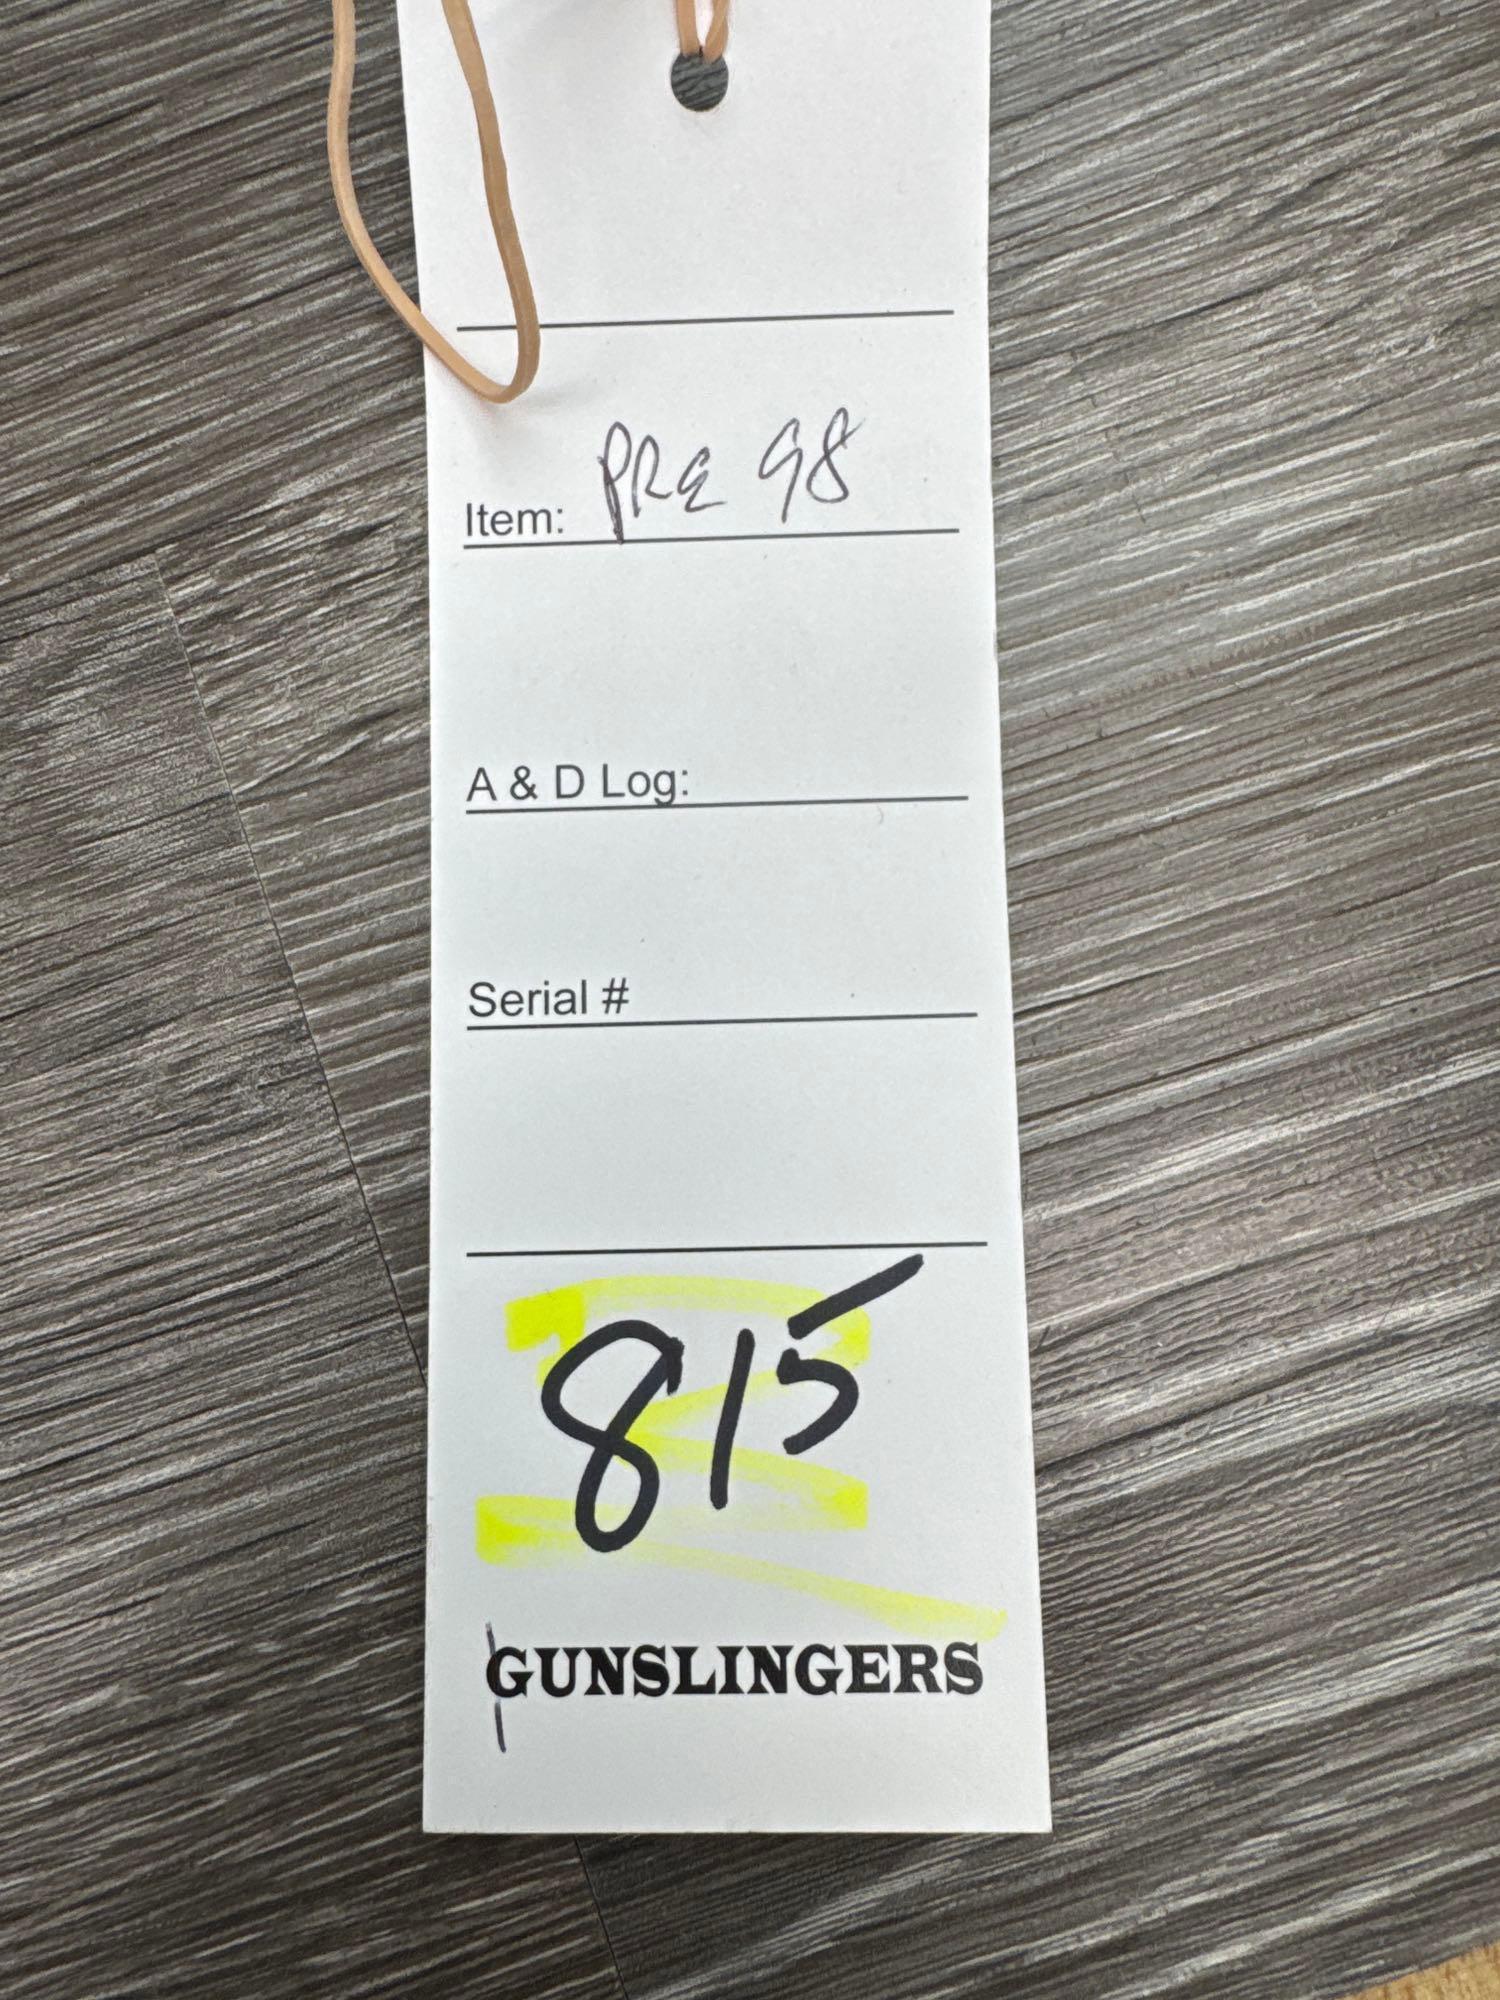 Item: PRE 98
A & D Log:
Serial #
815
GUNSLINGERS